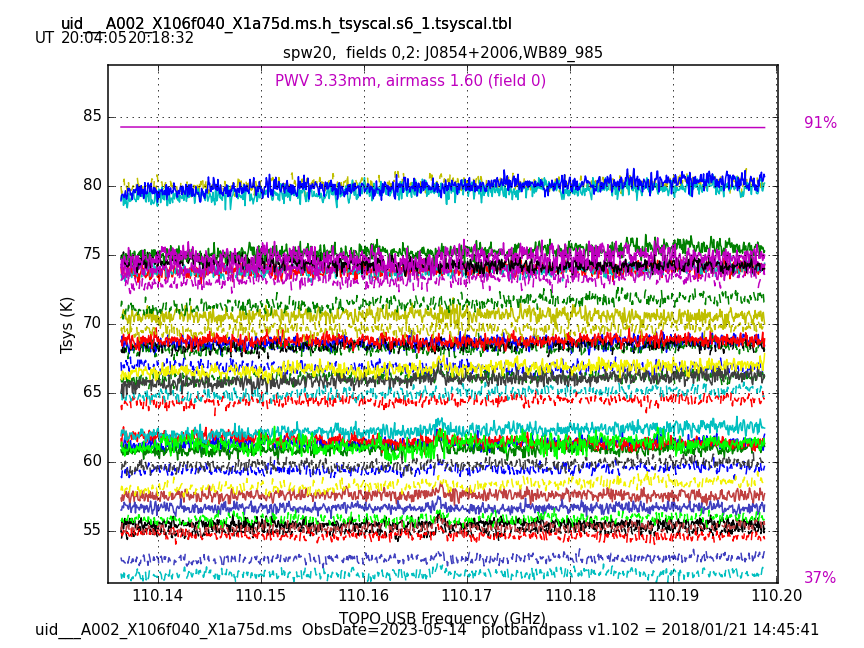 uid___A002_X106f040_X1a75d.ms.h_tsyscal.s6_1.tsyscal.tbl
UT 20:04:0520:18:32
spw20, fields 0,2: J0854+2006,WB89_985
PWV 3.33mm, airmass 1.60 (field 0)
91%
85
80
75
70
65
60
55
Tsys (K)
37%
110.14 110.15 110.16 110.17 110.18 110.19 110.20
TOPO USB Frequency (GHz)
uid___A002_X106f040_X1a75d.ms ObsDate=2023-05-14 plotbandpass v1.102 = 2018/01/21 14:45:41